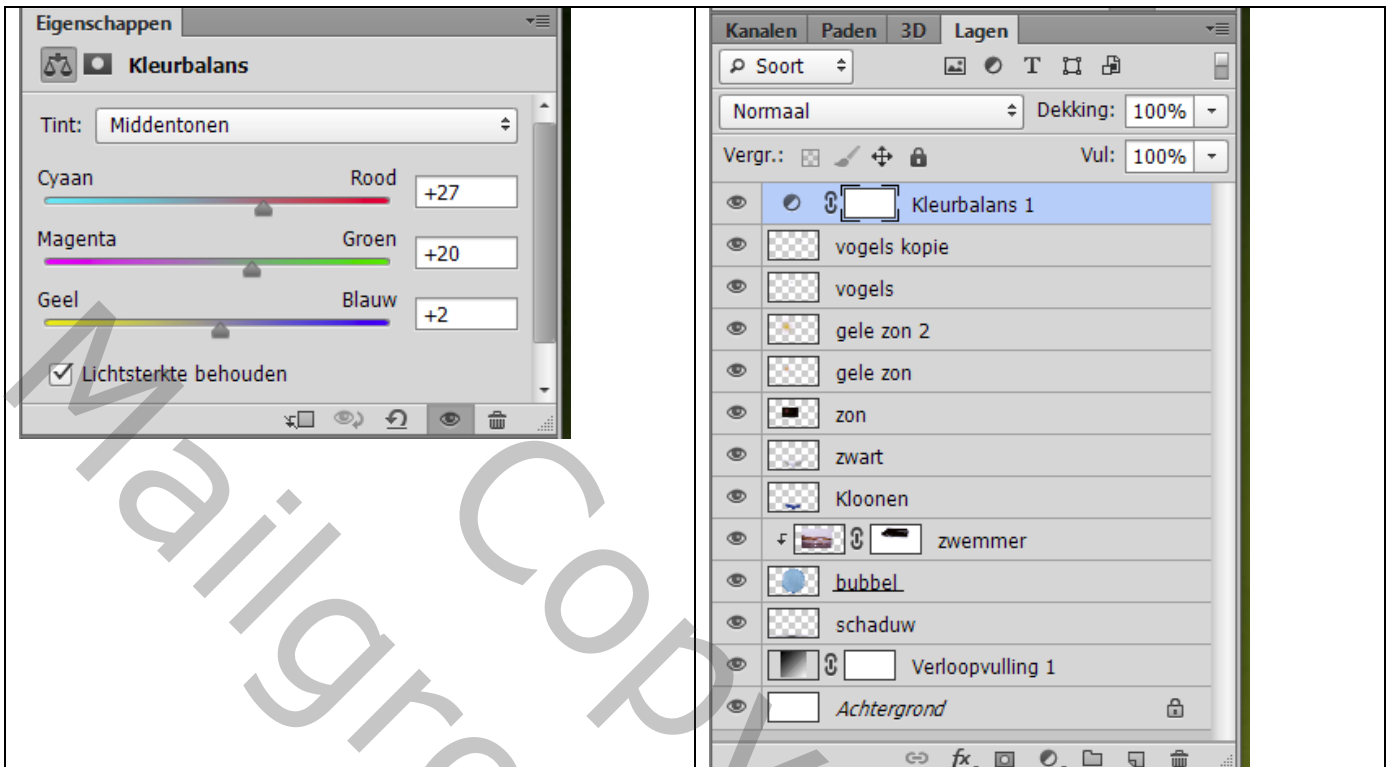 Eigenschappen
Kleurbalans
Tint: Middentonen
Cyaan Rood +27
Magenta Groen +20
Geel Blauw +2
Lichtsterkte behouden
Kanalen Paden 3D Lagen
Soort T
Normaal Dekking: 100%
Vergr.: Vul: 100%
Kleurbalans 1
vogels kopie
vogels
gele zon 2
gele zon
zon
zwart
Kloonen
zwemmer
bubbel
schaduw
Verloopvulling 1
Achtergrond
fx